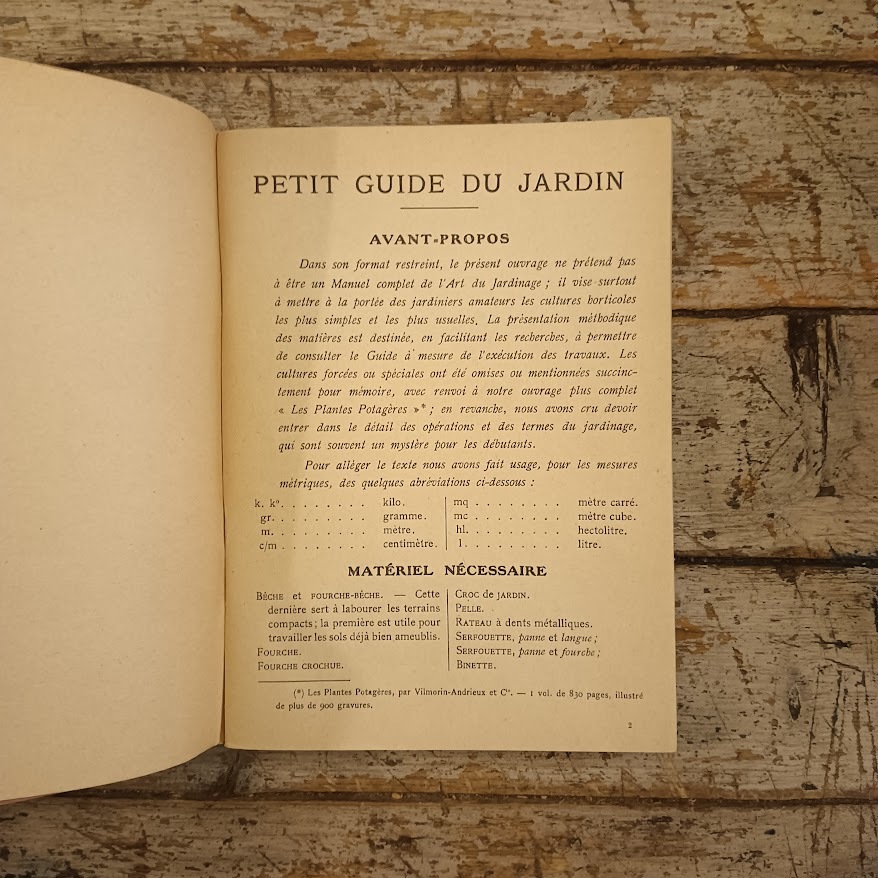 PETIT GUIDE DU JARDIN
AVANT-PROPOS
Dans son format restreint, le présent ouvrage ne prétend pas
à être un Manuel complet de l'Art du Jardinage ; il vise surtout
à mettre à la portée des jardiniers amateurs les cultures horticoles
les plus simples et les plus usuelles. La présentation méthodique
des matières est destinée, en facilitant les recherches, à permettre
de consulter le Guide à mesure de l'exécution des travaux. Les
cultures forcées ou spéciales ont été omises ou mentionnées succinc-
tement pour mémoire, avec renvoi à notre ouvrage plus complet
« Les Plantes Potagères »* ; en revanche, nous avons cru devoir
entrer dans le détail des opérations et des termes du jardinage,
qui sont souvent un mystère pour les débutants.
Pour alléger le texte nous avons fait usage, pour les mesures
métriques, des quelques abréviations ci-dessous :
k. kº. . . . . . . . kilo.
gr. . . . . . . . . gramme.
m. . . . . . . . . mètre.
c/m . . . . . . . . centimètre.
mq . . . . . . . . mètre carré.
mc . . . . . . . . mètre cube.
hl. . . . . . . . . hectolitre.
l. . . . . . . . . litre.
MATÉRIEL NÉCESSAIRE
BÊCHE et FOURCHE-BÊCHE. — Cette
dernière sert à labourer les terrains
compacts ; la première est utile pour
travailler les sols déjà bien ameublis.
FOURCHE.
FOURCHE CROCHUE.
CROC de JARDIN.
PELLE.
RATEAU à dents métalliques.
SERFOUETTE, panne et langue ;
SERFOUETTE, panne et fourche ;
BINETTE.
(*) Les Plantes Potagères, par Vilmorin-Andrieux et Cⁱᵉ. — 1 vol. de 830 pages, illustré
de plus de 900 gravures.
2